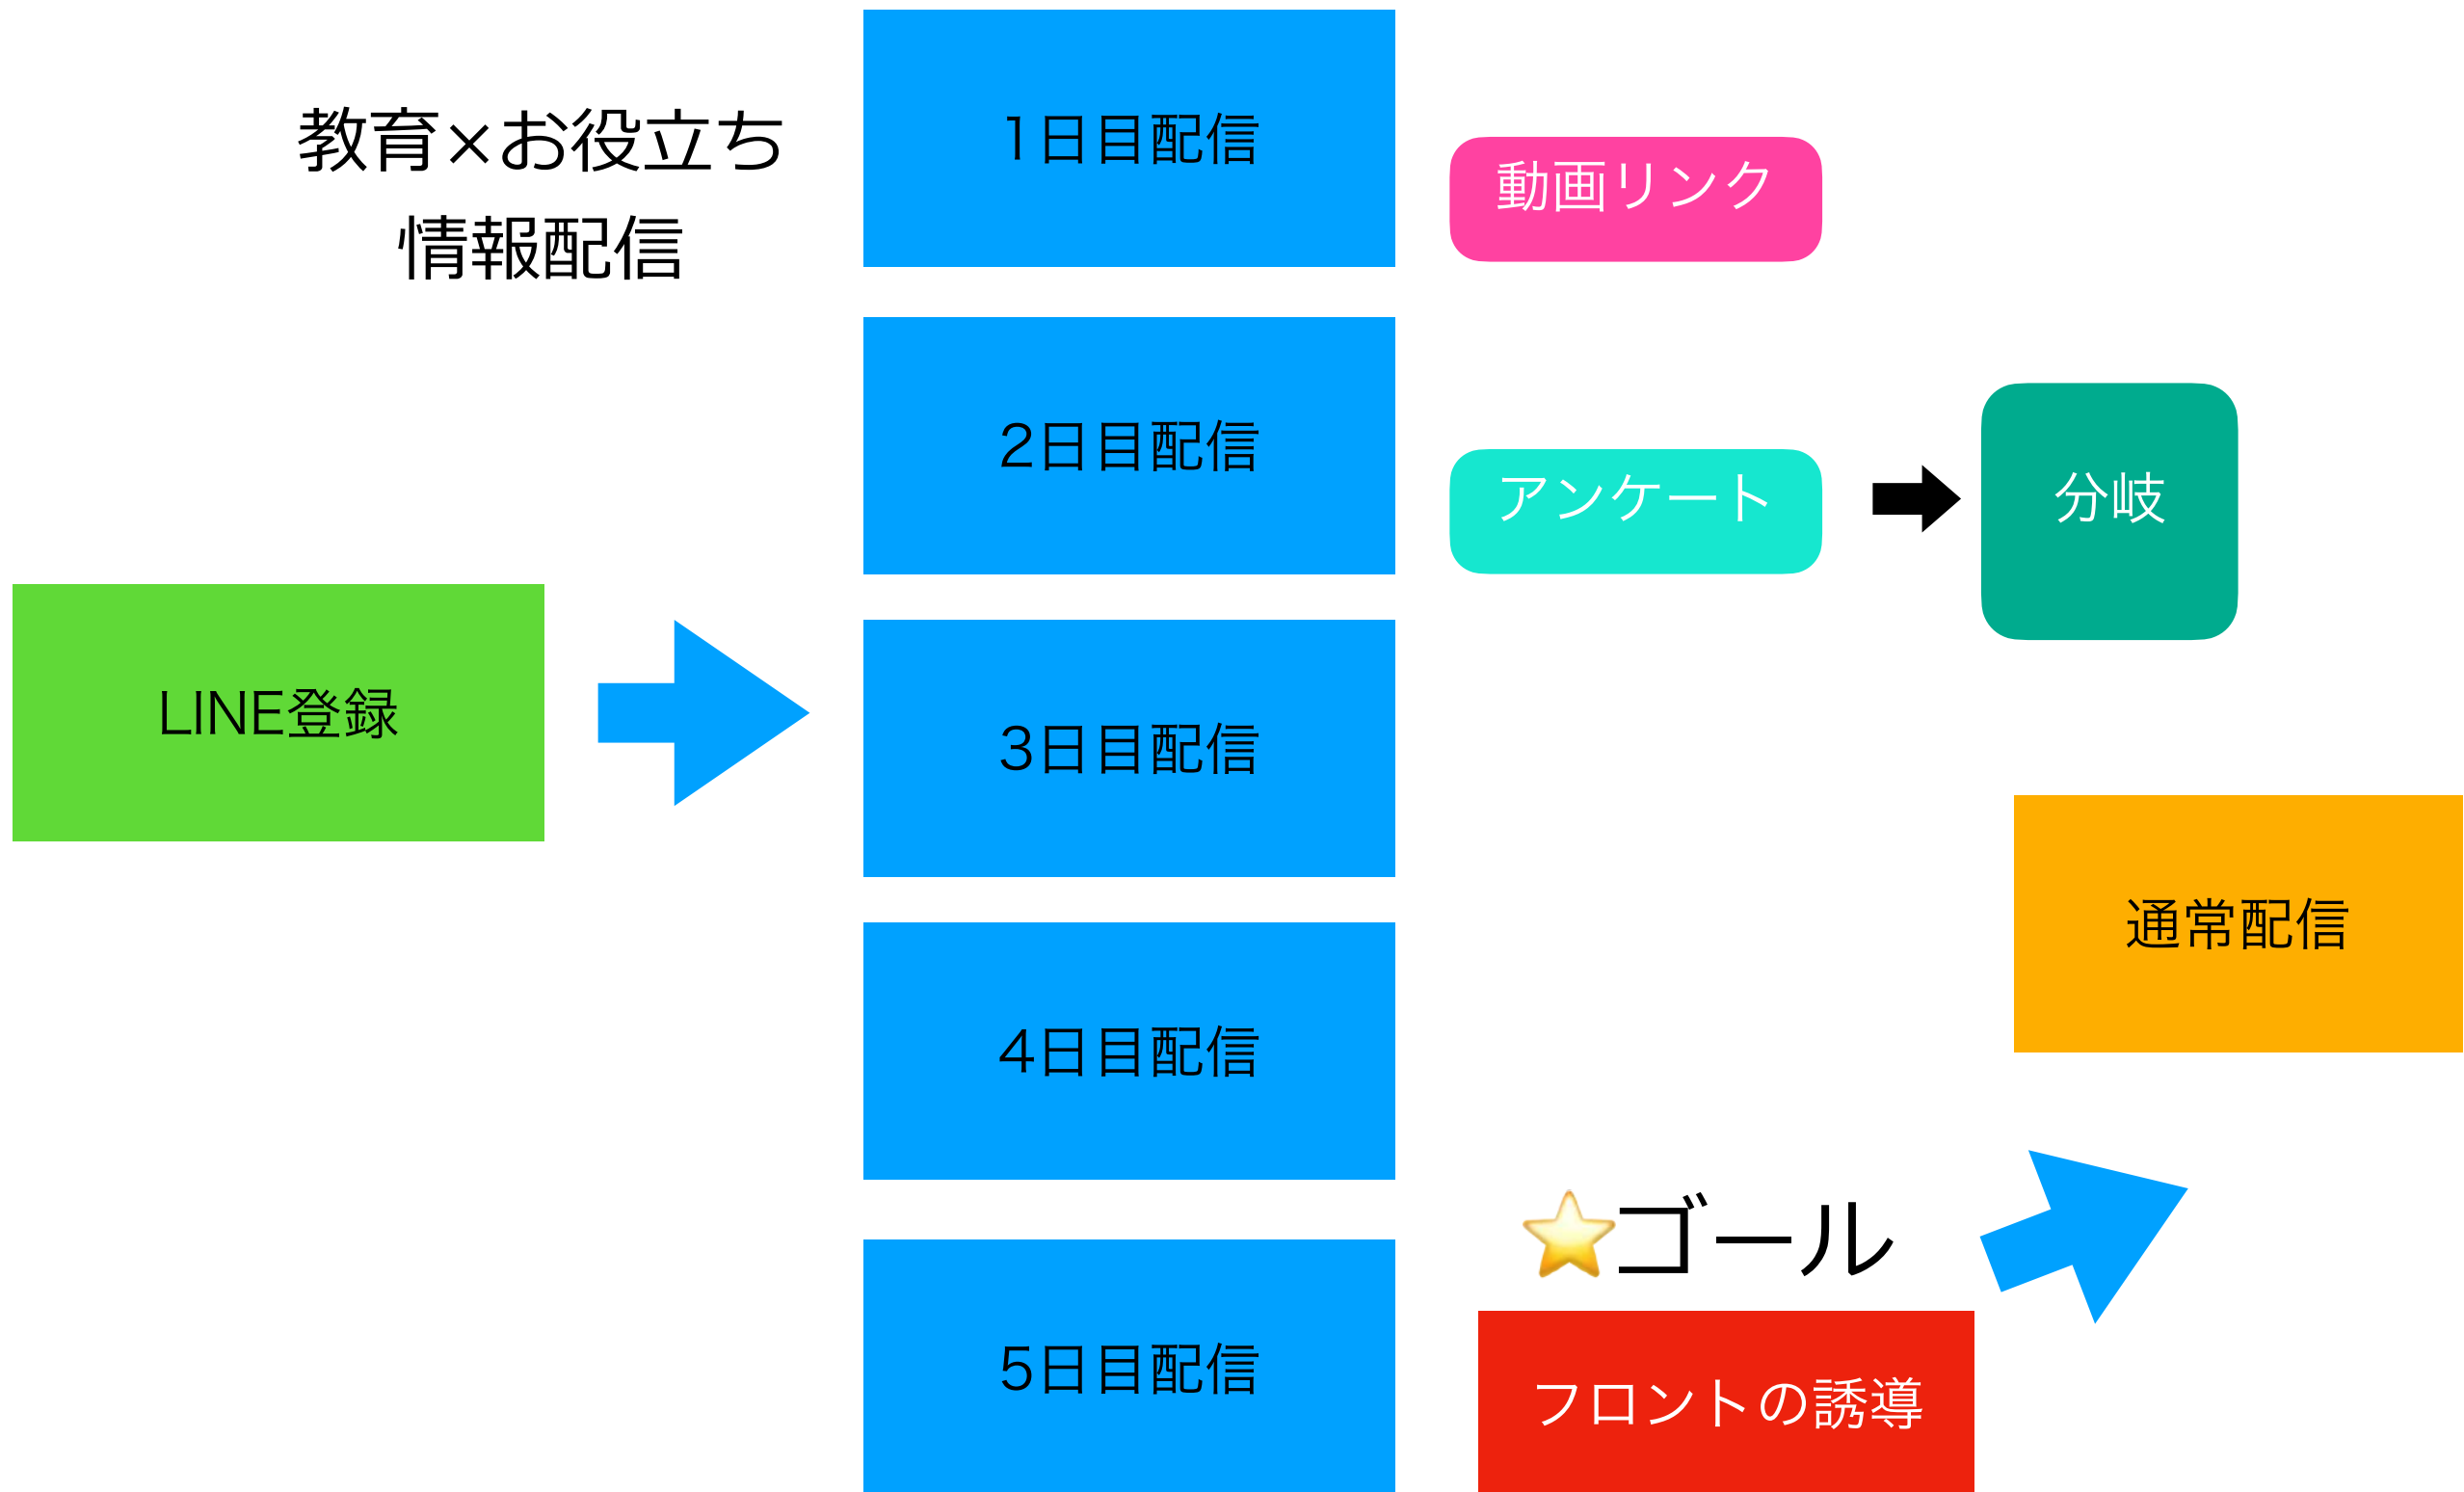 教育×お役立ち
情報配信
LINE登録
1日目配信
動画リンク
2日目配信
アンケート
分岐
3日目配信
4日目配信
5日目配信
⭐ゴール
フロントの誘導
通常配信